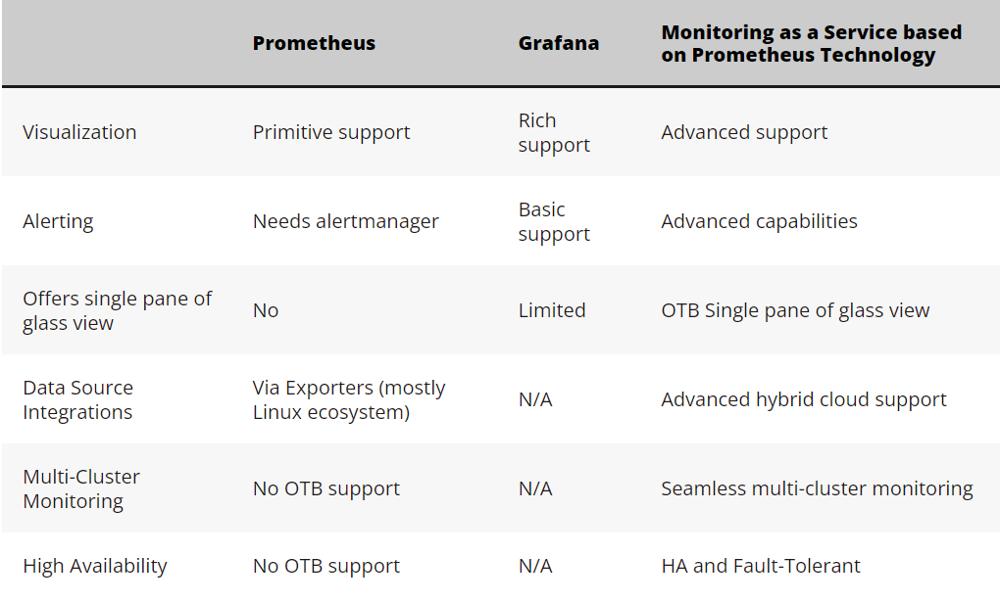 Prometheus
Grafana
Monitoring as a Service based
on Prometheus Technology
Visualization
Primitive support
Rich
support
Advanced support
Alerting
Needs alertmanager
Basic
support
Advanced capabilities
Offers single pane of
glass view
No
Limited
OTB Single pane of glass view
Data Source
Integrations
Via Exporters (mostly
Linux ecosystem)
N/A
Advanced hybrid cloud support
Multi-Cluster
Monitoring
No OTB support
N/A
Seamless multi-cluster monitoring
High Availability
No OTB support
N/A
HA and Fault-Tolerant